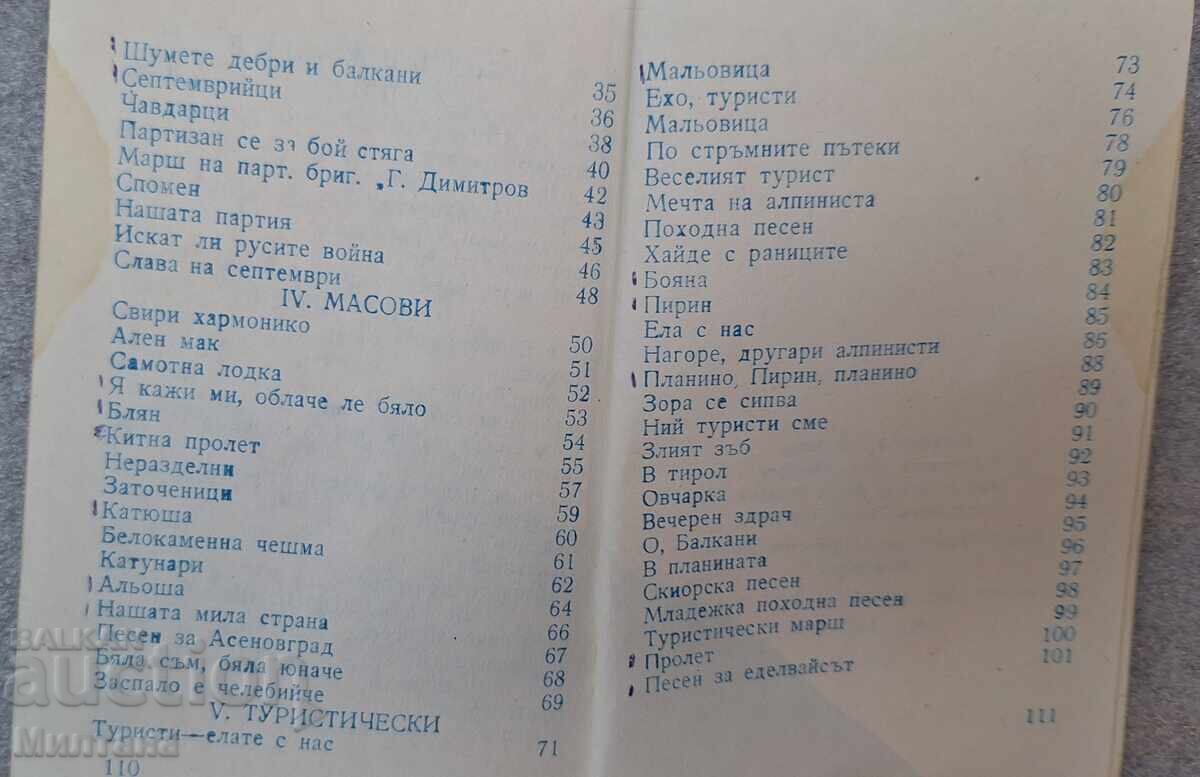 Шумете дебри и балкани 35
Септемврийци 36
Чавдарци 38
Партизан се за бой стяга 40
Марш на парт. бриг. „Г. Димитров 42
Спомен 43
Нашата партия 45
Искат ли русите война 46
Слава на септември 48
IV. МАСОВИ
Свири хармонико 50
Ален мак 51
Самотна лодка 52
Я кажи ми, облаче ле бяло 53
Блян 54
Китна пролет 55
Неразделни 57
Заточеници 59
Катюша 60
Белокаменна чешма 61
Катунари 62
Альоша 64
Нашата мила страна 66
Песен за Асеновград 67
Бяла съм, бяла юначе 68
Заспало е челебийче 69
V. ТУРИСТИЧЕСКИ
Туристи—елате с нас 71
110
Мальовица 73
Ехо, туристи 74
Мальовица 76
По стръмните пътеки 78
Веселият турист 79
Мечта на алпиниста 80
Походна песен 81
Хайде с раниците 82
Бояна 83
Пирин 84
Ела с нас 85
Нагоре, другари алпинисти 86
Планино, Пирин, планино 88
Зора се сипва 89
Ний туристи сме 90
Злият зъб 91
В тирол 92
Овчарка 93
Вечерен здрач 94
О, Балкани 95
В планината 96
Скиорска песен 97
Младежка походна песен 98
Туристически марш 99
Пролет 100
Песен за еделвайсът 101
111
BALKAN
auction
Милтана